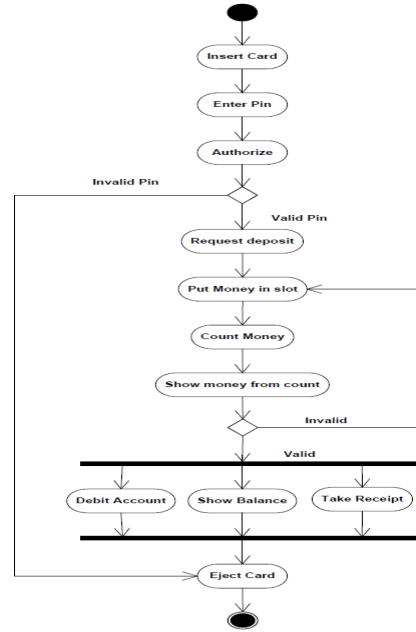 Insert Card
Enter Pin
Authorize
Invalid Pin
Valid Pin
Request deposit
Put Money in slot
Count Money
Show money from count
Invalid
Valid
Debit Account
Show Balance
Take Receipt
Eject Card